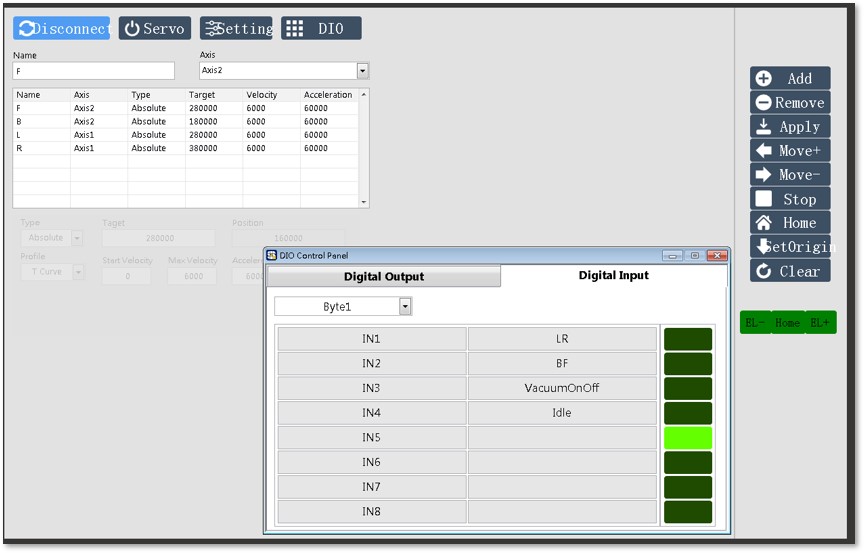 Disconnect Servo Setting DIO
Name Axis
F Axis2
Name Axis Type Target Velocity Acceleration
F Axis2 Absolute 280000 6000 60000
B Axis2 Absolute 180000 6000 60000
L Axis1 Absolute 280000 6000 60000
R Axis1 Absolute 380000 6000 60000
Type Taget Position
Absolute 280000 160000
Profile Start Velocity Max Velocity
T Curve 0 6000
DIO Control Panel
Digital Output Digital Input
Byte1
IN1 LR
IN2 BF
IN3 VacuumOnOff
IN4 Idle
IN5
IN6
IN7
IN8
Add
Remove
Apply
Move+
Move-
Stop
Home
SetOrigin
Clear
EL- Home EL+